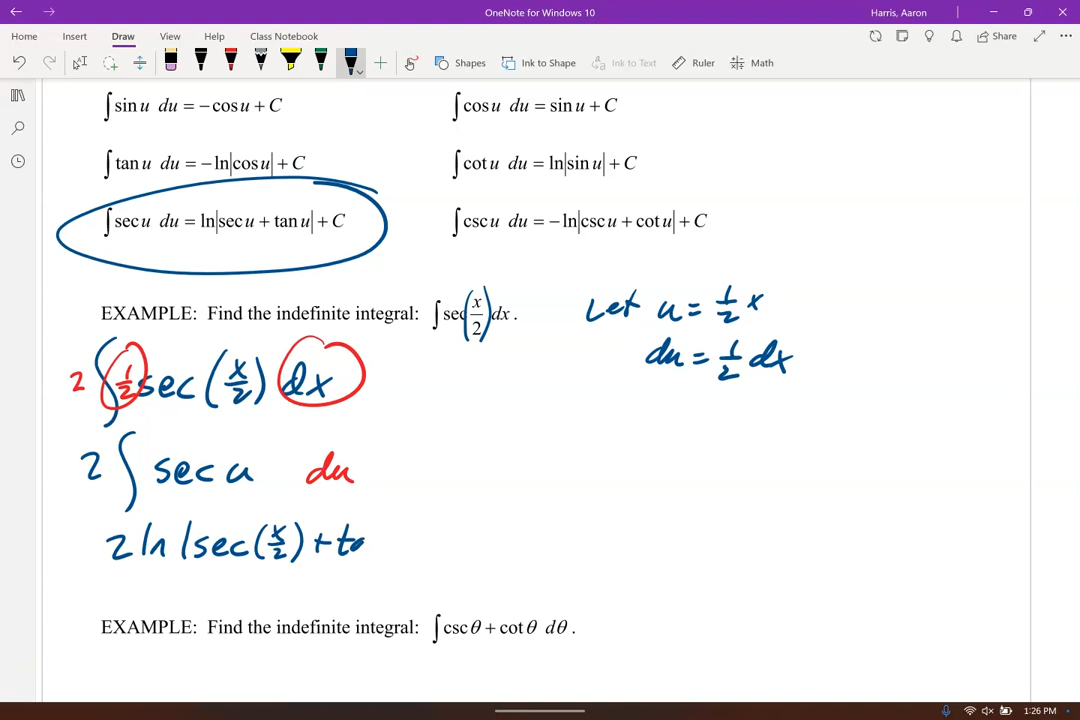 OneNote for Windows 10
Harris, Aaron
Home Insert Draw View Help Class Notebook
Share
Shapes Ink to Shape Ink to Text Ruler Math
∫ sin u du = −cos u + C ∫ cos u du = sin u + C
∫ tan u du = −ln|cos u| + C ∫ cot u du = ln|sin u| + C
∫ sec u du = ln|sec u + tan u| + C ∫ csc u du = −ln|csc u + cot u| + C
EXAMPLE: Find the indefinite integral: ∫ sec(x/2) dx .
Let u = 1/2 x
du = 1/2 dx
2 ∫ 1/2 sec (x/2) dx
2 ∫ sec u du
2 ln |sec(x/2) + ta
EXAMPLE: Find the indefinite integral: ∫ csc θ + cot θ dθ .
1:26 PM